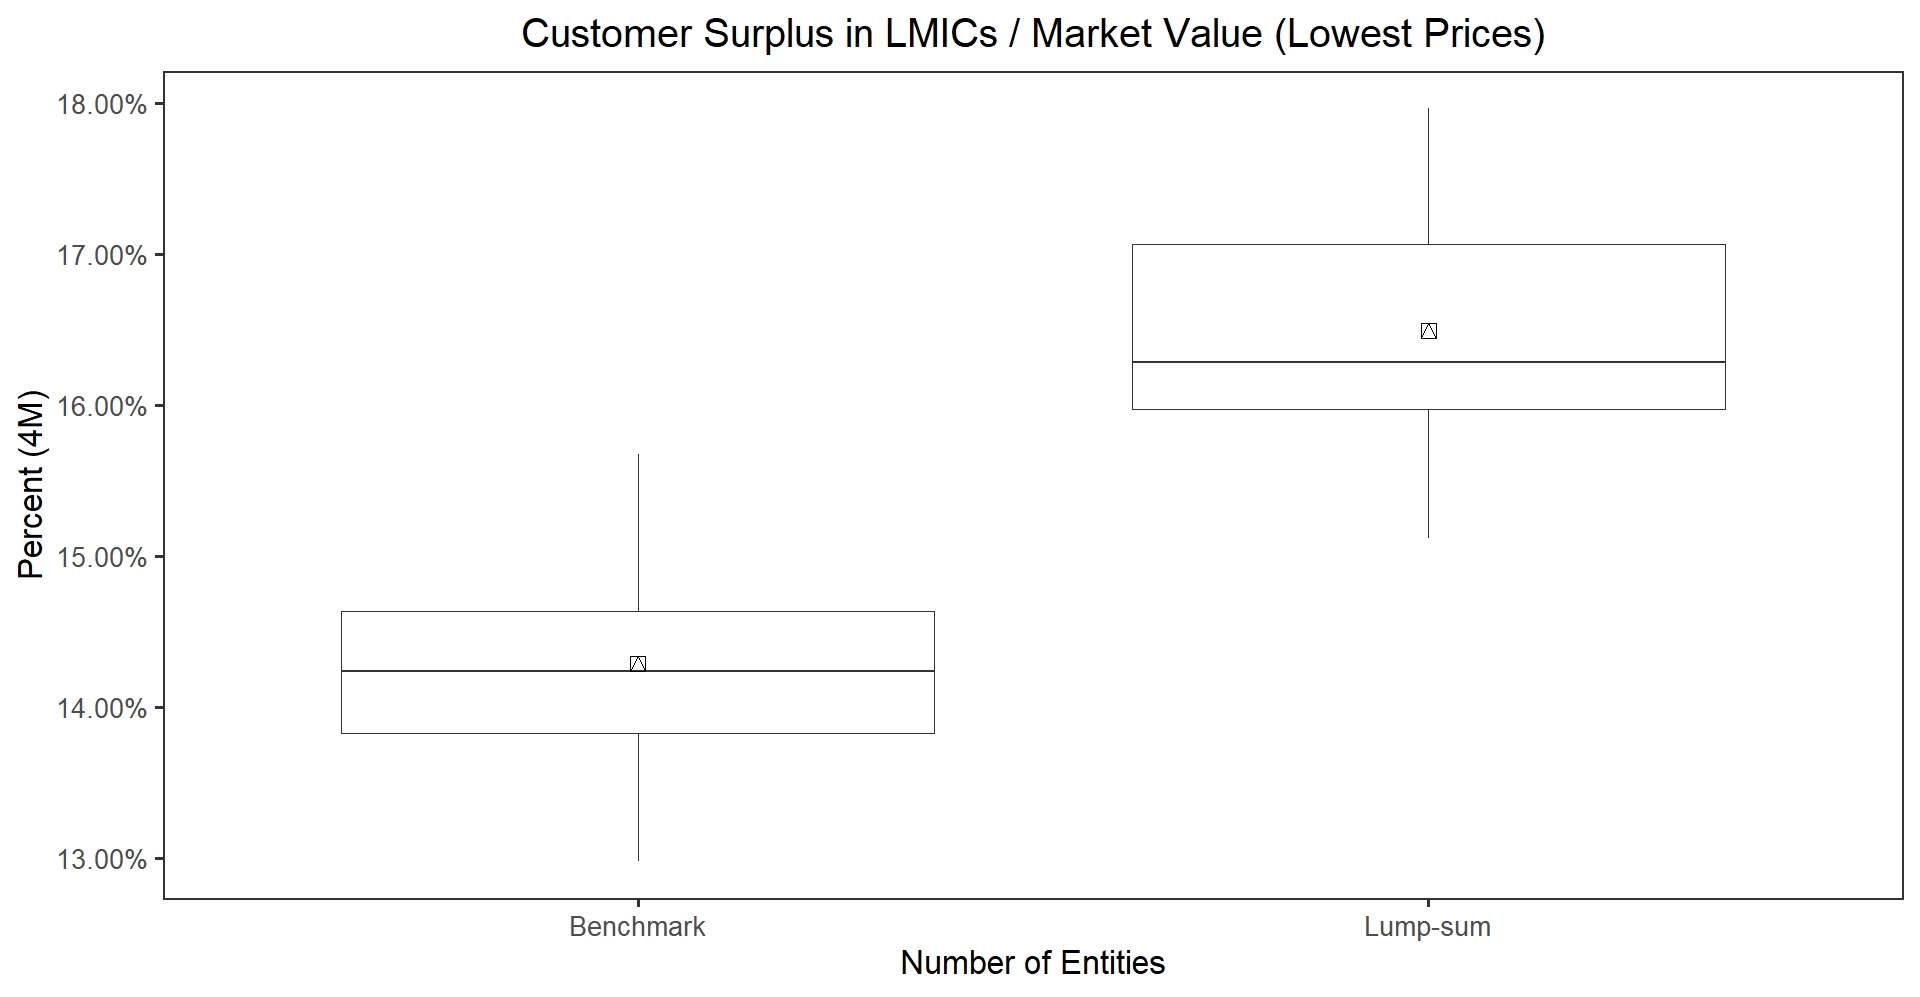 Customer Surplus in LMICs / Market Value (Lowest Prices)
18.00%
17.00%
16.00%
15.00%
14.00%
13.00%
Percent (4M)
Benchmark
Lump-sum
Number of Entities